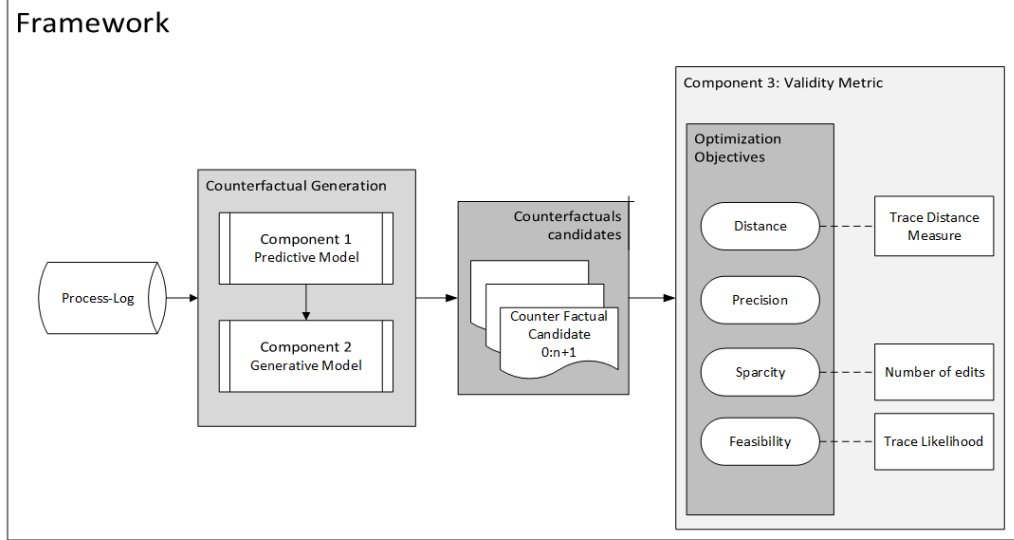 Framework
Component 3: Validity Metric
Optimization
Objectives
Counterfactual Generation
Counterfactuals
candidates
Component 1
Predictive Model
Distance
Trace Distance
Measure
Process-Log
Precision
Counter Factual
Candidate
0:n+1
Component 2
Generative Model
Sparcity
Number of edits
Feasibility
Trace Likelihood